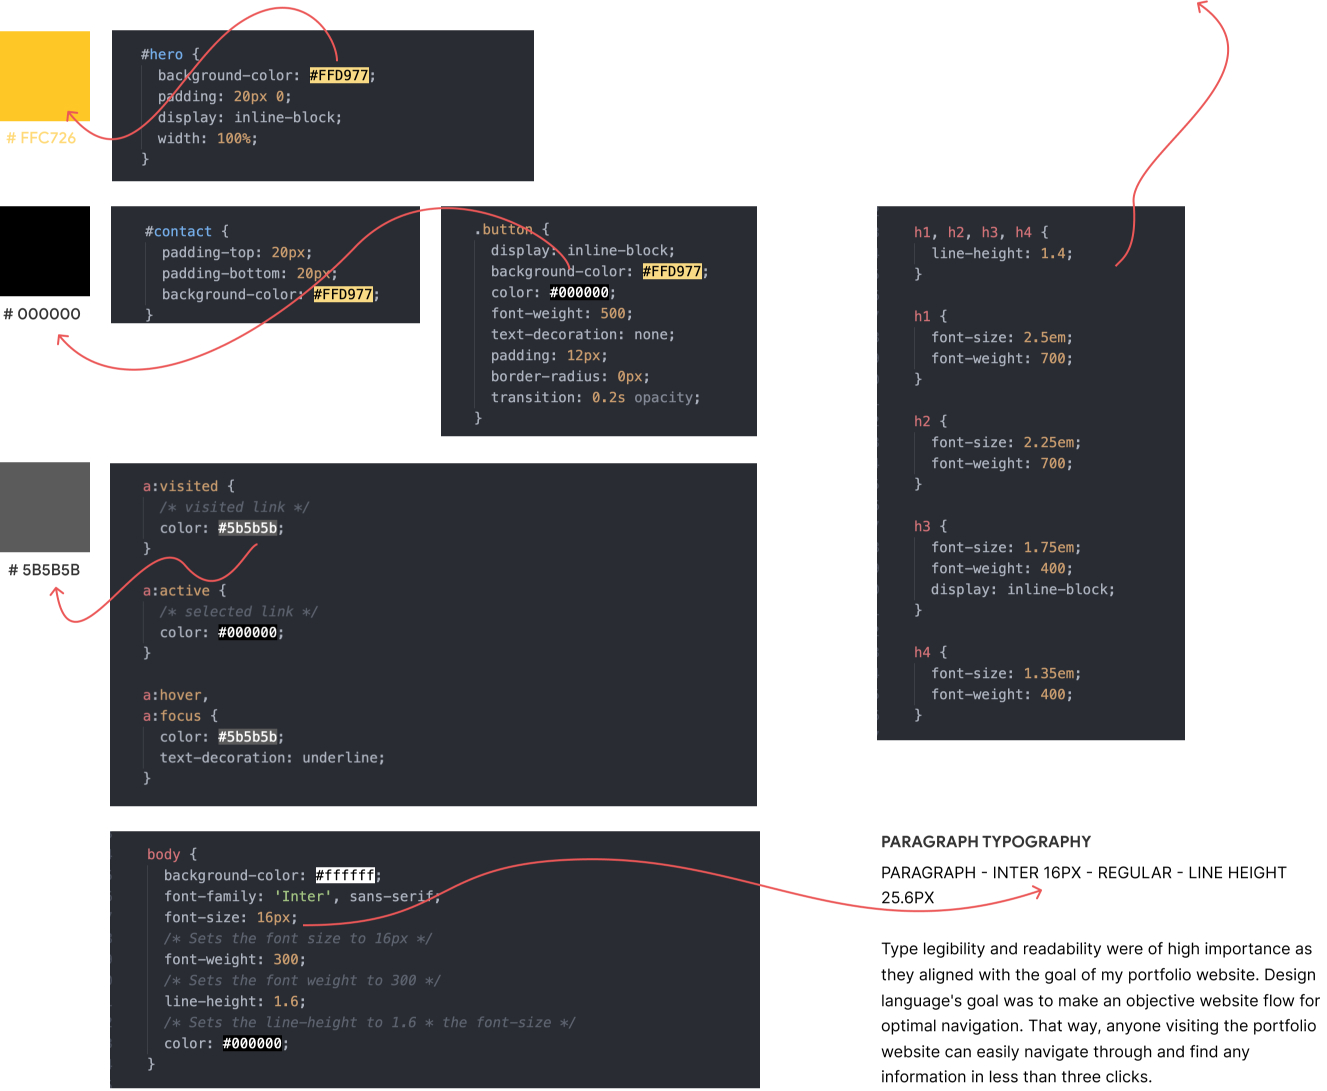 # FFC726
#hero {
background-color: #FFD977;
padding: 20px 0;
display: inline-block;
width: 100%;
}
# 000000
#contact {
padding-top: 20px;
padding-bottom: 20px;
background-color: #FFD977;
}
.button {
display: inline-block;
background-color: #FFD977;
color: #000000;
font-weight: 500;
text-decoration: none;
padding: 12px;
border-radius: 0px;
transition: 0.2s opacity;
}
# 5B5B5B
a:visited {
/* visited link */
color: #5b5b5b;
}
a:active {
/* selected link */
color: #000000;
}
a:hover,
a:focus {
color: #5b5b5b;
text-decoration: underline;
}
body {
background-color: #ffffff;
font-family: 'Inter', sans-serif;
font-size: 16px;
/* Sets the font size to 16px */
font-weight: 300;
/* Sets the font weight to 300 */
line-height: 1.6;
/* Sets the line-height to 1.6 * the font-size */
color: #000000;
}
h1, h2, h3, h4 {
line-height: 1.4;
}
h1 {
font-size: 2.5em;
font-weight: 700;
}
h2 {
font-size: 2.25em;
font-weight: 700;
}
h3 {
font-size: 1.75em;
font-weight: 400;
display: inline-block;
}
h4 {
font-size: 1.35em;
font-weight: 400;
}
PARAGRAPH TYPOGRAPHY
PARAGRAPH - INTER 16PX - REGULAR - LINE HEIGHT
25.6PX
Type legibility and readability were of high importance as
they aligned with the goal of my portfolio website. Design
language's goal was to make an objective website flow for
optimal navigation. That way, anyone visiting the portfolio
website can easily navigate through and find any
information in less than three clicks.